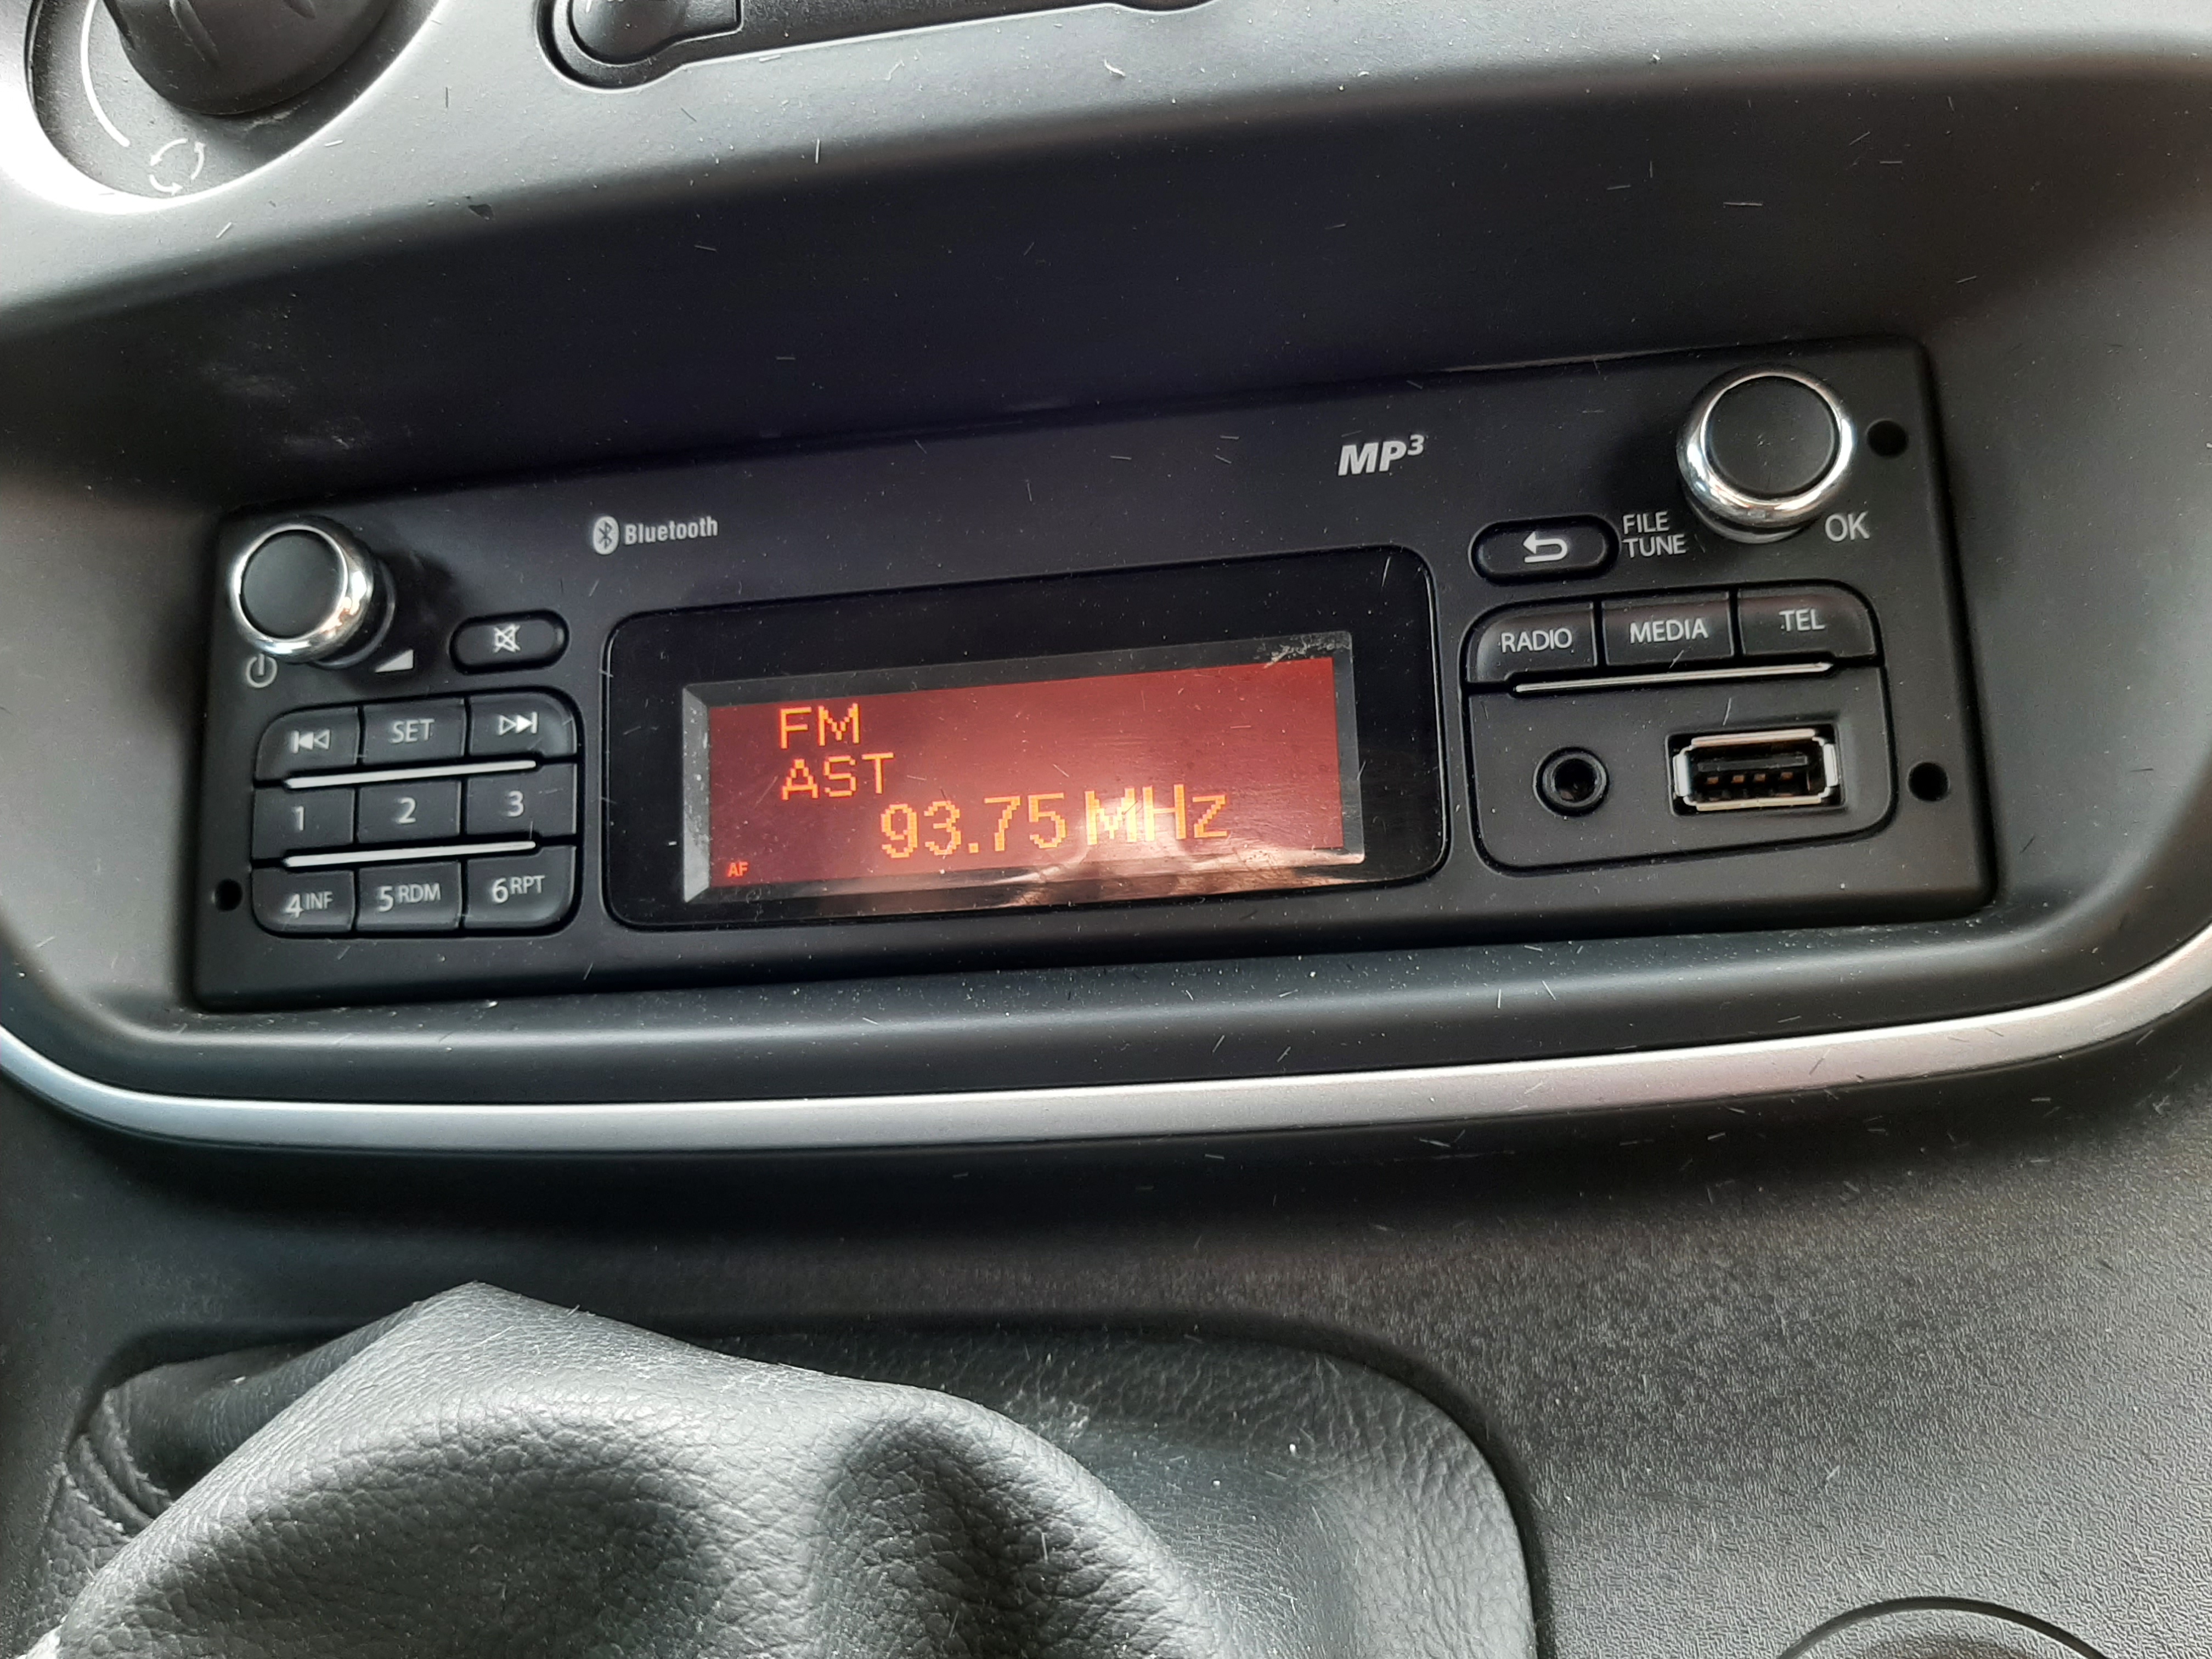 Bluetooth
MP3
FILE
TUNE
OK
RADIO MEDIA TEL
SET
1 2 3
4 INF 5 RDM 6 RPT
FM
AST
93.75 MHz
AF